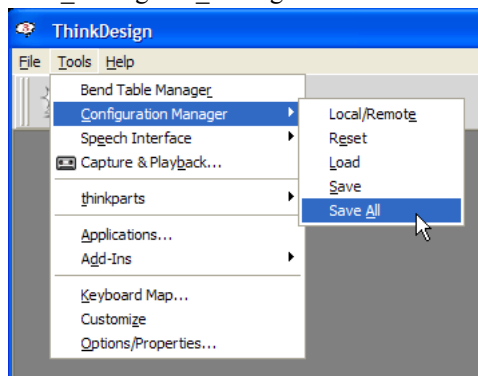 ThinkDesign
File Tools Help
Bend Table Manager
Configuration Manager
Speech Interface
Capture & Playback...
thinkparts
Applications...
Add-Ins
Keyboard Map...
Customize
Options/Properties...
Local/Remote
Reset
Load
Save
Save All